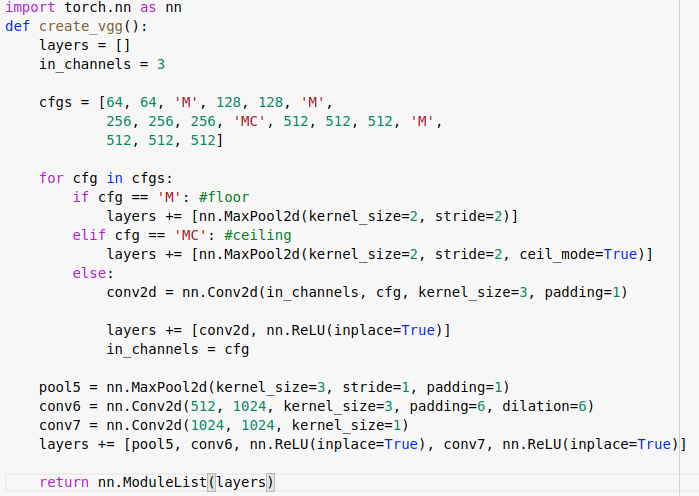 import torch.nn as nn
def create_vgg():
    layers = []
    in_channels = 3

    cfgs = [64, 64, 'M', 128, 128, 'M',
            256, 256, 256, 'MC', 512, 512, 512, 'M',
            512, 512, 512]

    for cfg in cfgs:
        if cfg == 'M': #floor
            layers += [nn.MaxPool2d(kernel_size=2, stride=2)]
        elif cfg == 'MC': #ceiling
            layers += [nn.MaxPool2d(kernel_size=2, stride=2, ceil_mode=True)]
        else:
            conv2d = nn.Conv2d(in_channels, cfg, kernel_size=3, padding=1)

            layers += [conv2d, nn.ReLU(inplace=True)]
            in_channels = cfg

    pool5 = nn.MaxPool2d(kernel_size=3, stride=1, padding=1)
    conv6 = nn.Conv2d(512, 1024, kernel_size=3, padding=6, dilation=6)
    conv7 = nn.Conv2d(1024, 1024, kernel_size=1)
    layers += [pool5, conv6, nn.ReLU(inplace=True), conv7, nn.ReLU(inplace=True)]

    return nn.ModuleList(layers)